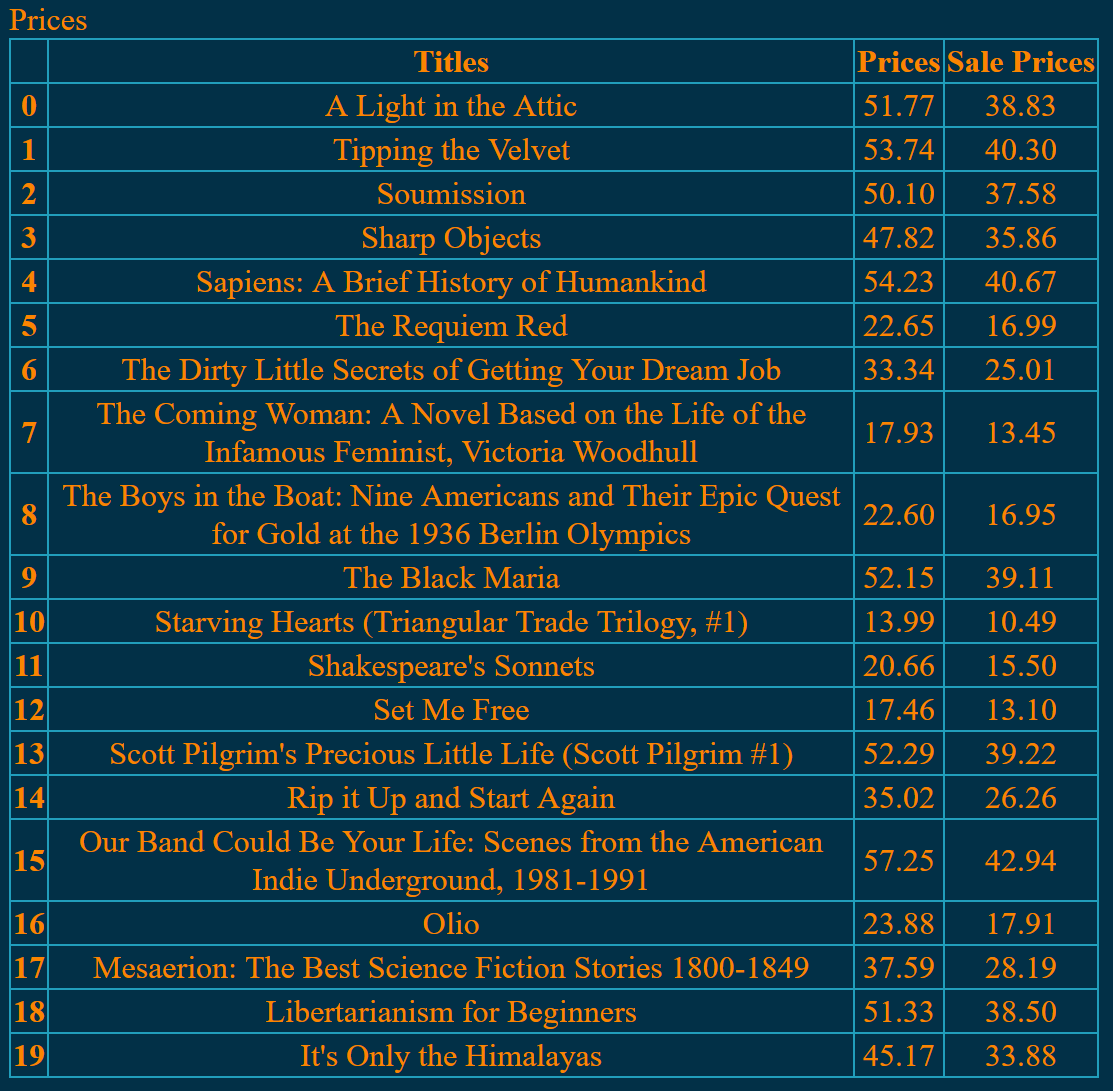 Prices
Titles Prices Sale Prices
0 A Light in the Attic 51.77 38.83
1 Tipping the Velvet 53.74 40.30
2 Soumission 50.10 37.58
3 Sharp Objects 47.82 35.86
4 Sapiens: A Brief History of Humankind 54.23 40.67
5 The Requiem Red 22.65 16.99
6 The Dirty Little Secrets of Getting Your Dream Job 33.34 25.01
7 The Coming Woman: A Novel Based on the Life of the
Infamous Feminist, Victoria Woodhull 17.93 13.45
8 The Boys in the Boat: Nine Americans and Their Epic Quest
for Gold at the 1936 Berlin Olympics 22.60 16.95
9 The Black Maria 52.15 39.11
10 Starving Hearts (Triangular Trade Trilogy, #1) 13.99 10.49
11 Shakespeare's Sonnets 20.66 15.50
12 Set Me Free 17.46 13.10
13 Scott Pilgrim's Precious Little Life (Scott Pilgrim #1) 52.29 39.22
14 Rip it Up and Start Again 35.02 26.26
15 Our Band Could Be Your Life: Scenes from the American
Indie Underground, 1981-1991 57.25 42.94
16 Olio 23.88 17.91
17 Mesaerion: The Best Science Fiction Stories 1800-1849 37.59 28.19
18 Libertarianism for Beginners 51.33 38.50
19 It's Only the Himalayas 45.17 33.88